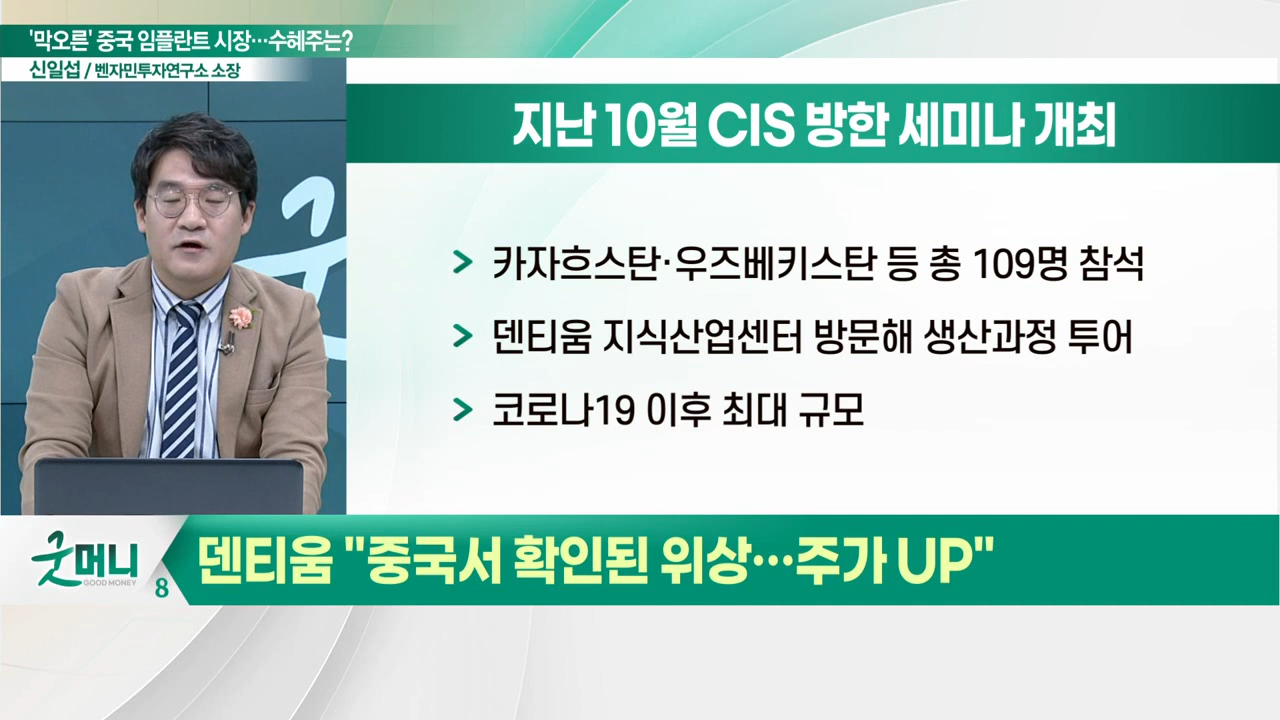 '막오른' 중국 임플란트 시장…수혜주는?
신일섭 / 벤자민투자연구소 소장
지난 10월 CIS 방한 세미나 개최
> 카자흐스탄·우즈베키스탄 등 총 109명 참석
> 덴티움 지식산업센터 방문해 생산과정 투어
> 코로나19 이후 최대 규모
굿머니
GOOD MONEY
8
덴티움 "중국서 확인된 위상…주가 UP"